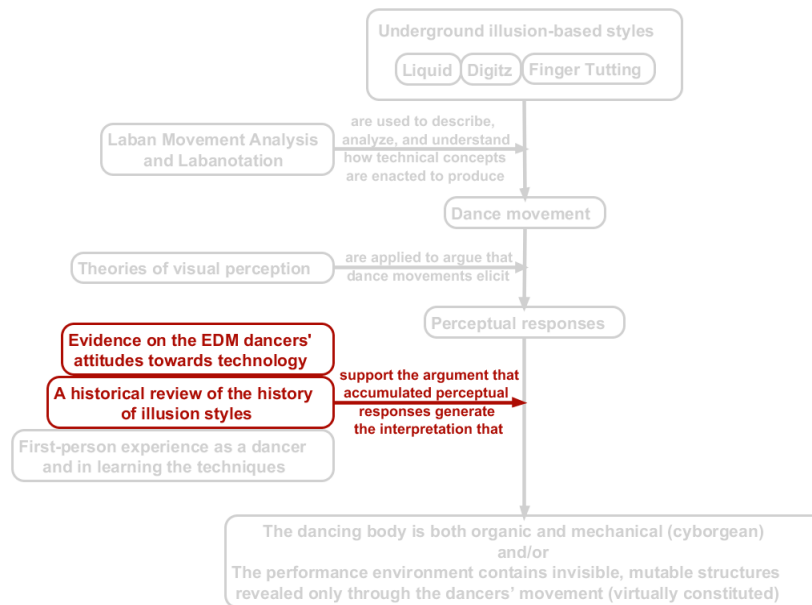 Underground illusion-based styles
Liquid Digitz Finger Tutting
Laban Movement Analysis
and Labanotation
are used to describe,
analyze, and understand
how technical concepts
are enacted to produce
Dance movement
Theories of visual perception
are applied to argue that
dance movements elicit
Perceptual responses
Evidence on the EDM dancers'
attitudes towards technology
A historical review of the history
of illusion styles
support the argument that
accumulated perceptual
responses generate
the interpretation that
First-person experience as a dancer
and in learning the techniques
The dancing body is both organic and mechanical (cyborgean)
and/or
The performance environment contains invisible, mutable structures
revealed only through the dancers’ movement (virtually constituted)